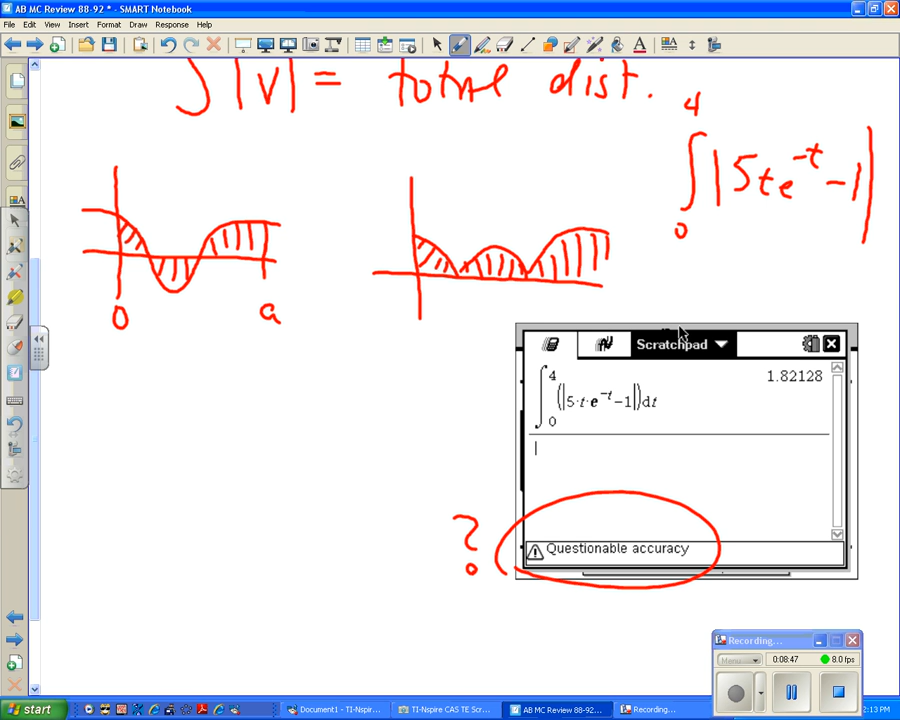 AB MC Review 88-92 * - SMART Notebook
File Edit View Insert Format Draw Attachment Response Help
∫|v| = total dist.
4
∫|5te^-t -1|
0
0
a
Scratchpad
4
∫(|5·t·e^-t-1|)dt
0
1.82128
?
Questionable accuracy
Recording...
Menu
0:08:47
8.0 fps
start
Document1 - TI-Nspir...
TI-Nspire CAS TE Scr...
AB MC Review 88-92 ...
Recording...
2:13 PM